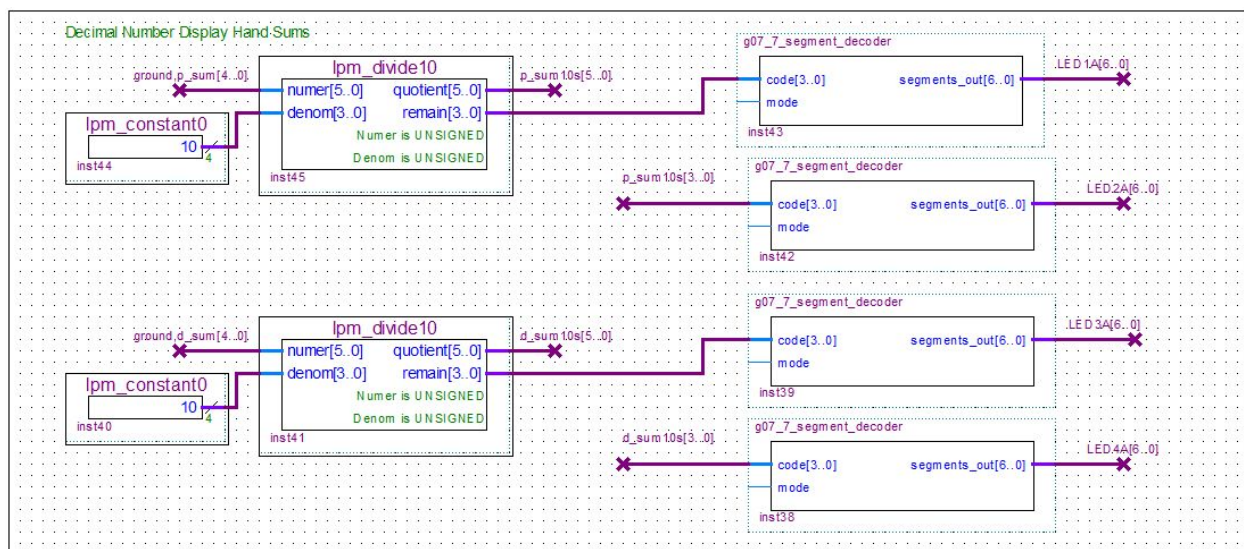 Decimal Number Display Hand Sums
ground,p_sum[4..0]
lpm_divide10
numer[5..0] quotient[5..0]
denom[3..0] remain[3..0]
Numer is UNSIGNED
Denom is UNSIGNED
inst45
p_sum10s[5..0]
lpm_constant0
10
4
inst44
g07_7_segment_decoder
code[3..0] segments_out[6..0]
mode
inst43
LED1A[6..0]
p_sum10s[3..0]
g07_7_segment_decoder
code[3..0] segments_out[6..0]
mode
inst42
LED2A[6..0]
ground,d_sum[4..0]
lpm_divide10
numer[5..0] quotient[5..0]
denom[3..0] remain[3..0]
Numer is UNSIGNED
Denom is UNSIGNED
inst41
d_sum10s[5..0]
lpm_constant0
10
4
inst40
g07_7_segment_decoder
code[3..0] segments_out[6..0]
mode
inst39
LED3A[6..0]
d_sum10s[3..0]
g07_7_segment_decoder
code[3..0] segments_out[6..0]
mode
inst38
LED4A[6..0]